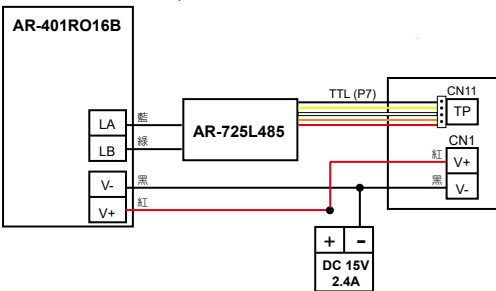 AR-401RO16B
TTL (P7)
CN11
TP
LA
藍
AR-725L485
LB
綠
CN1
紅
V+
V-
黑
黑
V-
V+
紅
+
-
DC 15V
2.4A